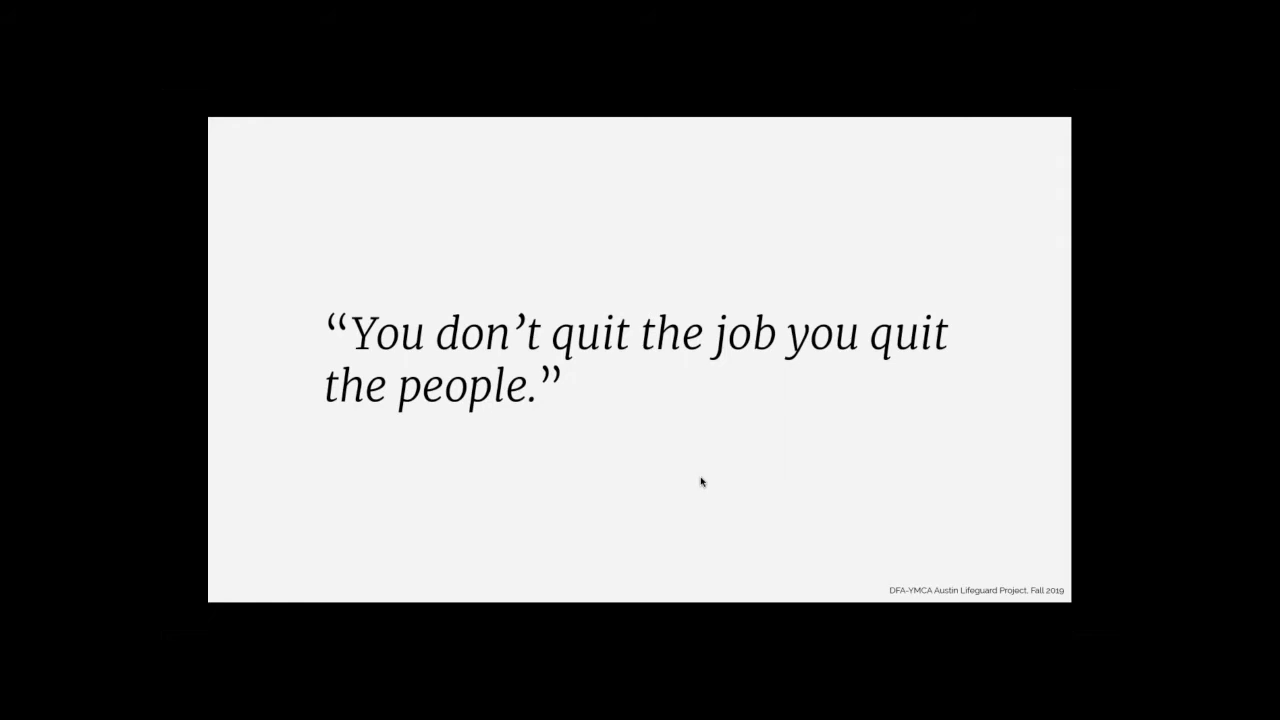 “You don’t quit the job you quit
the people.”
DFA-YMCA Austin Lifeguard Project, Fall 2019